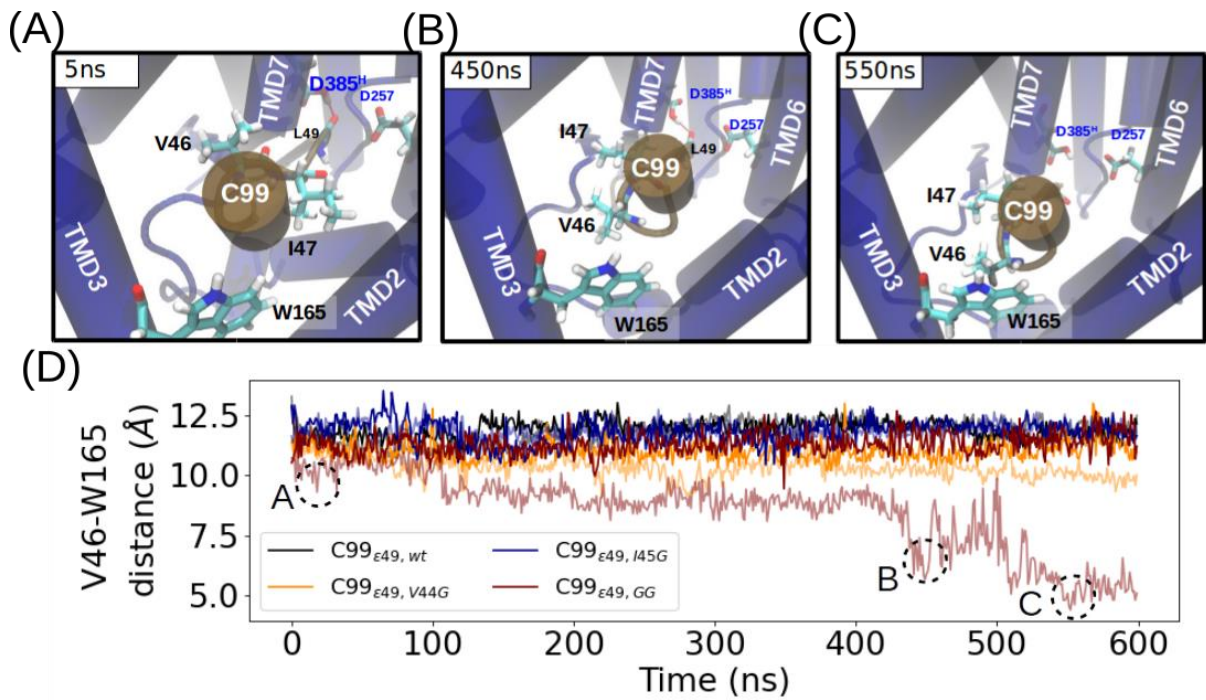 (A)
5ns
TMD7
D385H
D257
L49
V46
C99
I47
TMD3
TMD2
W165
(B)
450ns
TMD7
TMD6
D385H
D257
I47
L49
C99
V46
TMD3
TMD2
W165
(C)
550ns
TMD7
TMD6
D385H
D257
I47
C99
V46
TMD3
TMD2
W165
(D)
V46-W165
distance (Å)
12.5
10.0
7.5
5.0
A
B
C
C99ε49, wt
C99ε49, V44G
C99ε49, I45G
C99ε49, GG
0 100 200 300 400 500 600
Time (ns)